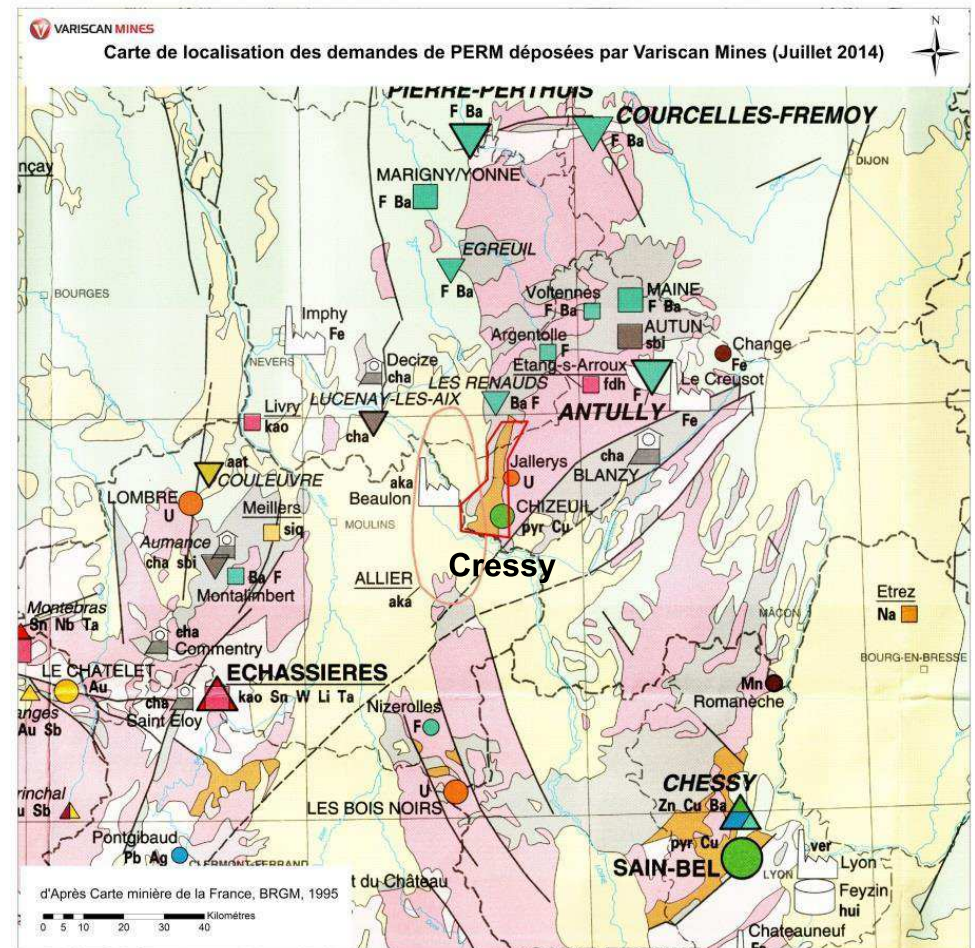 VARISCAN MINES
N
Carte de localisation des demandes de PERM déposées par Variscan Mines (Juillet 2014)
PIERRE-PERTHUIS
F Ba
COURCELLES-FREMOY
F Ba
DIJON
MARIGNY/YONNE
F Ba
EGREUIL
F Ba
BOURGES
Imphy
Fe
Voltennes
F Ba
MAINE
F Ba
AUTUN
sbi
Argentolle
F
Change
Fe
NEVERS
Decize
cha
Etang-s-Arroux
fdh
F
Le Creusot
Fe
LES RENAUDS
Ba F
LUCENAY-LES-AIX
cha
ANTULLY
Livry
kao
cha
BLANZY
aat
COULEUVRE
aka
Beaulon
Jallerys
U
LOMBRE
U
Meillers
siq
MOULINS
CHIZEUIL
pyr Cu
Aumance
cha sbi
Ba F
Montalimbert
Cressy
ALLIER
aka
Etrez
Na
Montebras
Sn Nb Ta
MÂCON
cha
Commentry
BOURG-EN-BRESSE
LE CHATELET
Au
ECHASSIERES
kao Sn W Li Ta
cha
Saint Eloy
Mn
Romanèche
Au Sb
Nizerolles
F
U
LES BOIS NOIRS
CHESSY
Zn Cu Ba
Pontgibaud
Pb Ag
CLERMONT-FERRAND
pyr Cu
SAIN-BEL
LYON
ver
Lyon
Feyzin
hui
du Château
Chateauneuf
d'Après Carte minière de la France, BRGM, 1995
0 5 10 20 30 40 Kilométres